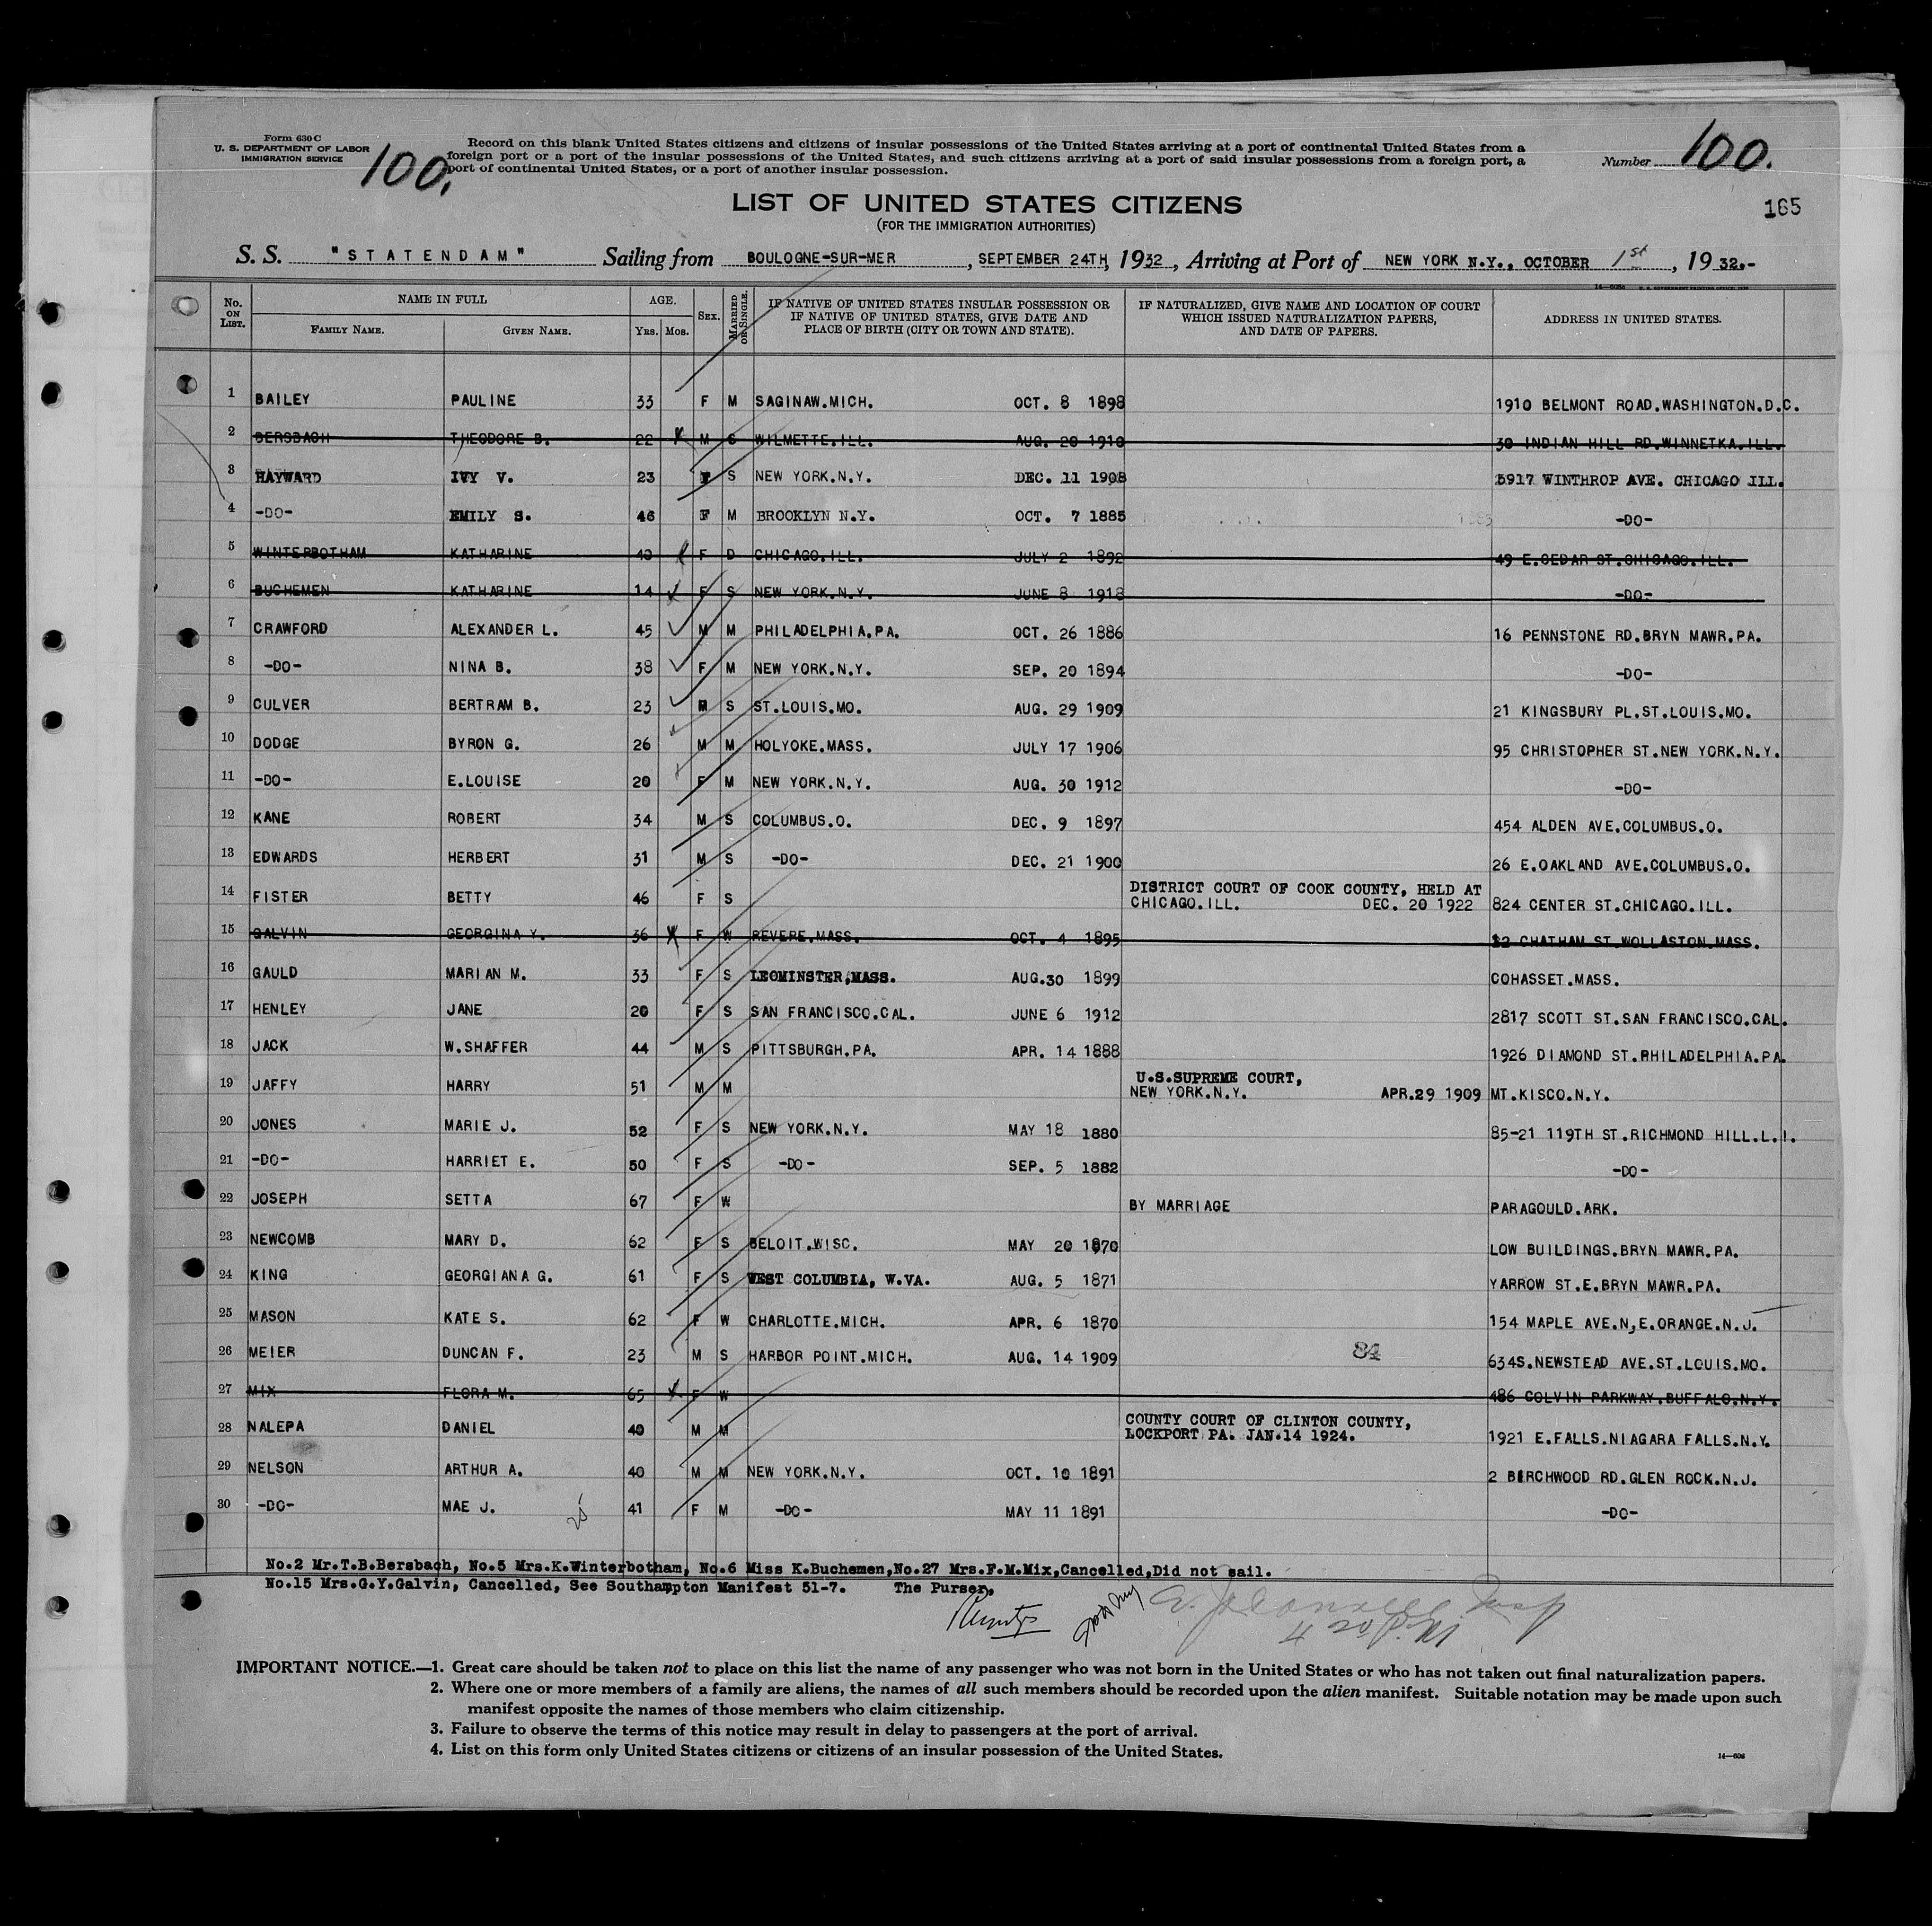 Form 630 C
U. S. DEPARTMENT OF LABOR
IMMIGRATION SERVICE
100.
Record on this blank United States citizens and citizens of insular possessions of the United States arriving at a port of continental United States from a
foreign port or a port of the insular possessions of the United States, and such citizens arriving at a port of said insular possessions from a foreign port, a
port of continental United States, or a port of another insular possession.
Number 100.
165
LIST OF UNITED STATES CITIZENS
(FOR THE IMMIGRATION AUTHORITIES)
S. S. "STATENDAM" Sailing from BOULOGNE-SUR-MER, SEPTEMBER 24TH, 1932, Arriving at Port of NEW YORK N.Y., OCTOBER 1st, 1932.-
No. ON LIST. NAME IN FULL FAMILY NAME. GIVEN NAME. AGE. YRS. MOS. SEX. MARRIED OR SINGLE. IF NATIVE OF UNITED STATES INSULAR POSSESSION OR IF NATIVE OF UNITED STATES, GIVE DATE AND PLACE OF BIRTH (CITY OR TOWN AND STATE). IF NATURALIZED, GIVE NAME AND LOCATION OF COURT WHICH ISSUED NATURALIZATION PAPERS, AND DATE OF PAPERS. ADDRESS IN UNITED STATES.
1 BAILEY PAULINE 33 F M SAGINAW.MICH. OCT. 8 1898 1910 BELMONT ROAD.WASHINGTON.D.C.
2 BERSBACH THEODORE B. 22 M S WILMETTE.ILL. AUG. 20 1910 30 INDIAN HILL RD.WINNETKA.ILL.
3 HAYWARD IVY V. 23 F S NEW YORK.N.Y. DEC. 11 1908 5917 WINTHROP AVE. CHICAGO ILL.
4 -DO- EMILY S. 46 F M BROOKLYN N.Y. OCT. 7 1885 -DO-
5 WINTERBOTHAM KATHARINE 40 F D CHICAGO.ILL. JULY 2 1892 49 E.CEDAR ST.CHICAGO.ILL.
6 BUCHEMEN KATHARINE 14 F S NEW YORK.N.Y. JUNE 8 1918 -DO-
7 CRAWFORD ALEXANDER L. 45 M M PHILADELPHIA.PA. OCT. 26 1886 16 PENNSTONE RD.BRYN MAWR.PA.
8 -DO- NINA B. 38 F M NEW YORK.N.Y. SEP. 20 1894 -DO-
9 CULVER BERTRAM B. 23 M S ST.LOUIS.MO. AUG. 29 1909 21 KINGSBURY PL.ST.LOUIS.MO.
10 DODGE BYRON G. 26 M M HOLYOKE.MASS. JULY 17 1906 95 CHRISTOPHER ST.NEW YORK.N.Y.
11 -DO- E.LOUISE 20 F M NEW YORK.N.Y. AUG. 30 1912 -DO-
12 KANE ROBERT 34 M S COLUMBUS.O. DEC. 9 1897 454 ALDEN AVE.COLUMBUS.O.
13 EDWARDS HERBERT 31 M S -DO- DEC. 21 1900 26 E.OAKLAND AVE.COLUMBUS.O.
14 FISTER BETTY 46 F S DISTRICT COURT OF COOK COUNTY, HELD AT
CHICAGO.ILL. DEC. 20 1922 824 CENTER ST.CHICAGO.ILL.
15 GALVIN GEORGINA Y. 36 F W REVERE.MASS. OCT. 4 1895 12 CHATHAM ST.WOLLASTON.MASS.
16 GAULD MARIAN M. 33 F S LEOMINSTER,MASS. AUG.30 1899 COHASSET.MASS.
17 HENLEY JANE 20 F S SAN FRANCISCO.CAL. JUNE 6 1912 2817 SCOTT ST.SAN FRANCISCO.CAL.
18 JACK W.SHAFFER 44 M S PITTSBURGH.PA. APR. 14 1888 1926 DIAMOND ST.PHILADELPHIA.PA.
19 JAFFY HARRY 51 M M U.S.SUPREME COURT,
NEW YORK.N.Y. APR.29 1909 MT.KISCO.N.Y.
20 JONES MARIE J. 52 F S NEW YORK.N.Y. MAY 18 1880 85-21 119TH ST.RICHMOND HILL.L.I.
21 -DO- HARRIET E. 50 F S -DO- SEP. 5 1882 -DO-
22 JOSEPH SETTA 67 F W BY MARRIAGE PARAGOULD.ARK.
23 NEWCOMB MARY D. 62 F S BELOIT.WISC. MAY 20 1870 LOW BUILDINGS.BRYN MAWR.PA.
24 KING GEORGIANA G. 61 F S WEST COLUMBIA, W.VA. AUG. 5 1871 YARROW ST.E.BRYN MAWR.PA.
25 MASON KATE S. 62 F W CHARLOTTE.MICH. APR. 6 1870 154 MAPLE AVE.N,E.ORANGE.N.J.
26 MEIER DUNCAN F. 23 M S HARBOR POINT.MICH. AUG. 14 1909 84 634S.NEWSTEAD AVE.ST.LOUIS.MO.
27 MIX FLORA M. 65 F W 486 COLVIN PARKWAY.BUFFALO.N.Y.
28 NALEPA DANIEL 40 M M COUNTY COURT OF CLINTON COUNTY,
LOCKPORT PA. JAN.14 1924. 1921 E.FALLS.NIAGARA FALLS.N.Y.
29 NELSON ARTHUR A. 40 M M NEW YORK.N.Y. OCT. 10 1891 2 BIRCHWOOD RD.GLEN ROCK.N.J.
30 -DO- MAE J. 25 41 F M -DO- MAY 11 1891 -DO-
No.2 Mr.T.B.Bersbach, No.5 Mrs.K.Winterbotham, No.6 Miss K.Buchemen,No.27 Mrs.F.M.Mix,Cancelled,Did not sail.
No.15 Mrs.G.Y.Galvin, Cancelled, See Southampton Manifest 51-7. The Purser,
IMPORTANT NOTICE.—1. Great care should be taken not to place on this list the name of any passenger who was not born in the United States or who has not taken out final naturalization papers.
2. Where one or more members of a family are aliens, the names of all such members should be recorded upon the alien manifest. Suitable notation may be made upon such
manifest opposite the names of those members who claim citizenship.
3. Failure to observe the terms of this notice may result in delay to passengers at the port of arrival.
4. List on this form only United States citizens or citizens of an insular possession of the United States.